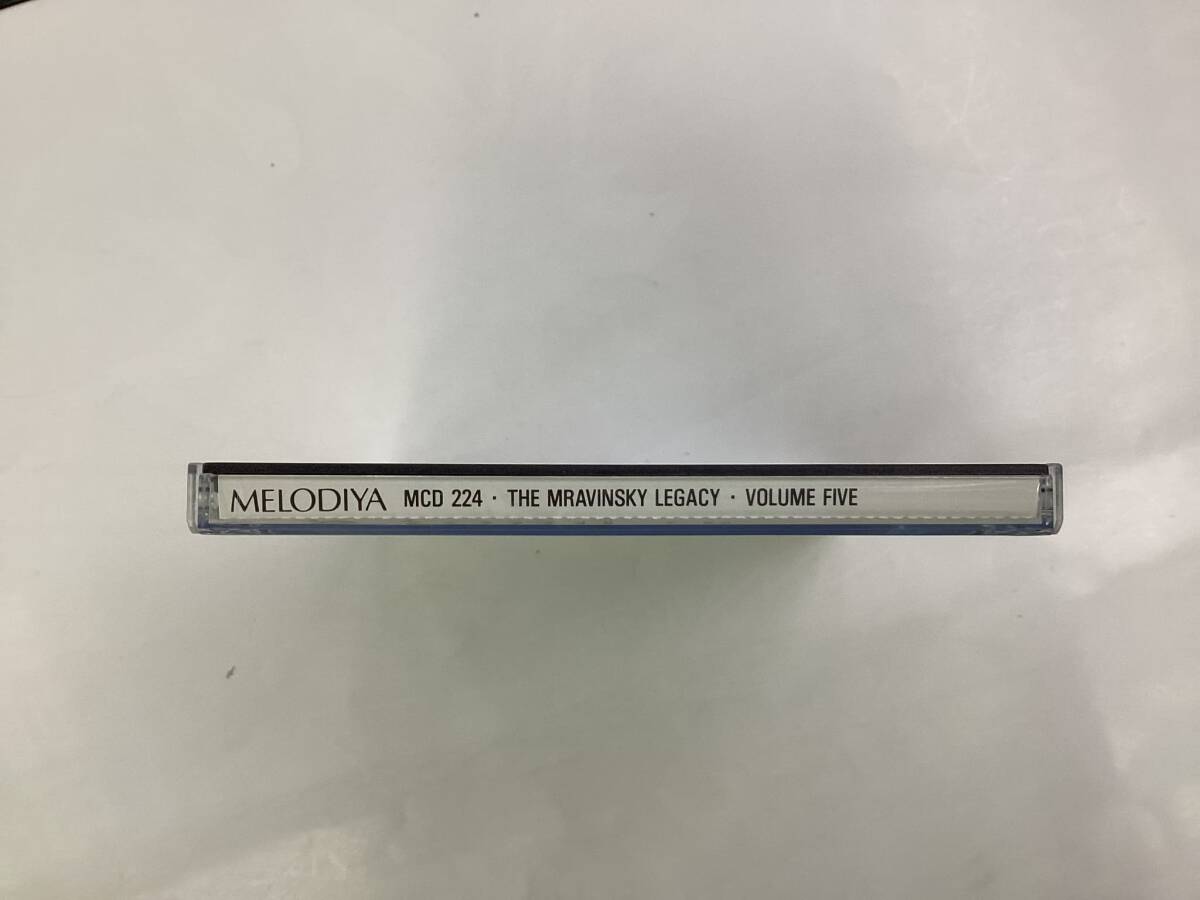 MELODIYA MCD 224 · THE MRAVINSKY LEGACY · VOLUME FIVE